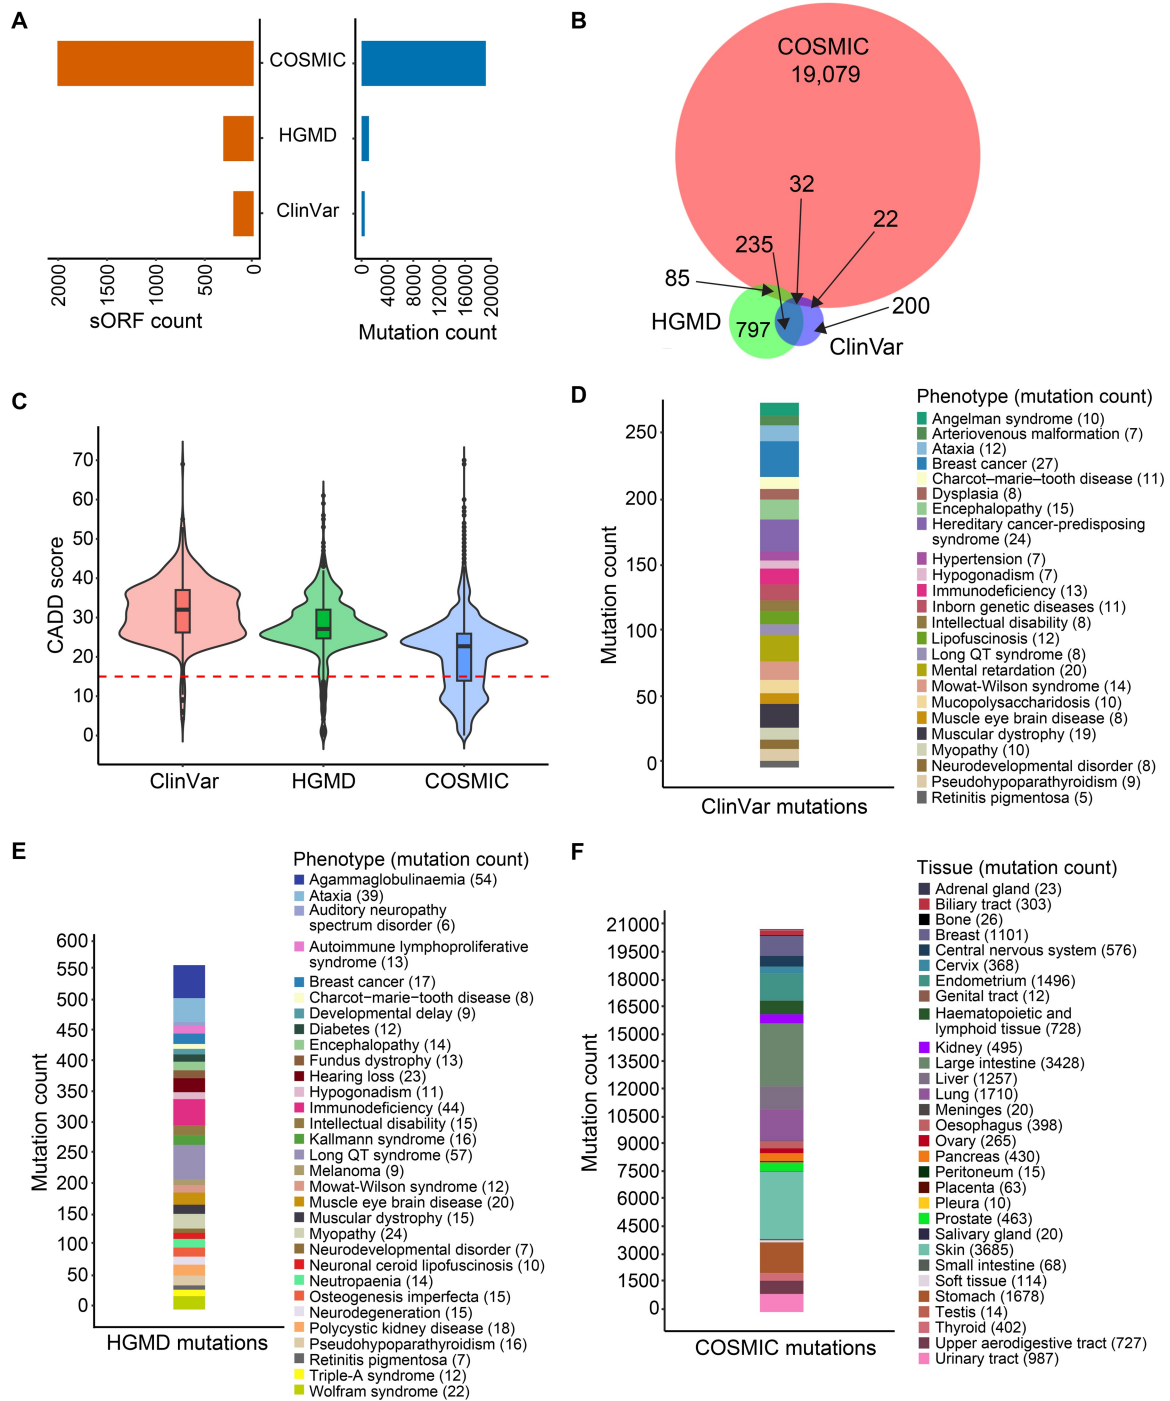 A
COSMIC
HGMD
ClinVar
2000
1500
1000
500
0
sORF count
0
4000
8000
12000
16000
20000
Mutation count
B
COSMIC
19,079
32
22
235
85
200
HGMD
797
ClinVar
C
CADD score
70
60
50
40
30
20
10
0
ClinVar
HGMD
COSMIC
D
Mutation count
250
200
150
100
50
0
ClinVar mutations
Phenotype (mutation count)
Angelman syndrome (10)
Arteriovenous malformation (7)
Ataxia (12)
Breast cancer (27)
Charcot–marie–tooth disease (11)
Dysplasia (8)
Encephalopathy (15)
Hereditary cancer-predisposing
syndrome (24)
Hypertension (7)
Hypogonadism (7)
Immunodeficiency (13)
Inborn genetic diseases (11)
Intellectual disability (8)
Lipofuscinosis (12)
Long QT syndrome (8)
Mental retardation (20)
Mowat-Wilson syndrome (14)
Mucopolysaccharidosis (10)
Muscle eye brain disease (8)
Muscular dystrophy (19)
Myopathy (10)
Neurodevelopmental disorder (8)
Pseudohypoparathyroidism (9)
Retinitis pigmentosa (5)
E
Mutation count
600
550
500
450
400
350
300
250
200
150
100
50
0
HGMD mutations
Phenotype (mutation count)
Agammaglobulinaemia (54)
Ataxia (39)
Auditory neuropathy
spectrum disorder (6)
Autoimmune lymphoproliferative
syndrome (13)
Breast cancer (17)
Charcot−marie−tooth disease (8)
Developmental delay (9)
Diabetes (12)
Encephalopathy (14)
Fundus dystrophy (13)
Hearing loss (23)
Hypogonadism (11)
Immunodeficiency (44)
Intellectual disability (15)
Kallmann syndrome (16)
Long QT syndrome (57)
Melanoma (9)
Mowat-Wilson syndrome (12)
Muscle eye brain disease (20)
Muscular dystrophy (15)
Myopathy (24)
Neurodevelopmental disorder (7)
Neuronal ceroid lipofuscinosis (10)
Neutropaenia (14)
Osteogenesis imperfecta (15)
Neurodegeneration (15)
Polycystic kidney disease (18)
Pseudohypoparathyroidism (16)
Retinitis pigmentosa (7)
Triple-A syndrome (12)
Wolfram syndrome (22)
F
Mutation count
21000
19500
18000
16500
15000
13500
12000
10500
9000
7500
6000
4500
3000
1500
0
COSMIC mutations
Tissue (mutation count)
Adrenal gland (23)
Biliary tract (303)
Bone (26)
Breast (1101)
Central nervous system (576)
Cervix (368)
Endometrium (1496)
Genital tract (12)
Haematopoietic and
lymphoid tissue (728)
Kidney (495)
Large intestine (3428)
Liver (1257)
Lung (1710)
Meninges (20)
Oesophagus (398)
Ovary (265)
Pancreas (430)
Peritoneum (15)
Placenta (63)
Pleura (10)
Prostate (463)
Salivary gland (20)
Skin (3685)
Small intestine (68)
Soft tissue (114)
Stomach (1678)
Testis (14)
Thyroid (402)
Upper aerodigestive tract (727)
Urinary tract (987)